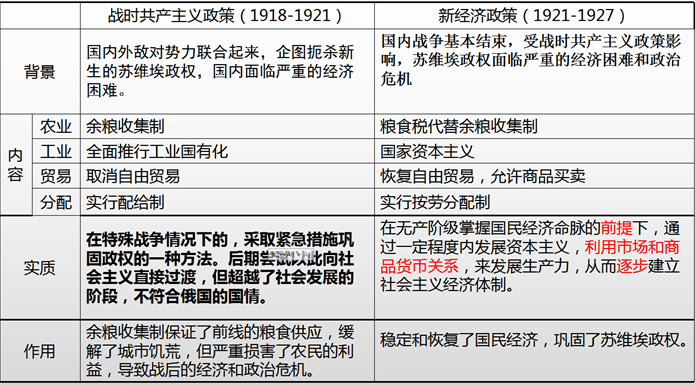 战时共产主义政策（1918-1921） 新经济政策（1921-1927）
背景
国内外敌对势力联合起来，企图扼杀新
生的苏维埃政权，国内面临严重的经济
困难。
国内战争基本结束，受战时共产主义政策影
响，苏维埃政权面临严重的经济困难和政治
危机
内容
农业 余粮收集制 粮食税代替余粮收集制
工业 全面推行工业国有化 国家资本主义
贸易 取消自由贸易 恢复自由贸易，允许商品买卖
分配 实行配给制 实行按劳分配制
实质
在特殊战争情况下的，采取紧急措施巩
固政权的一种方法。后期尝试以此向社
会主义直接过渡，但超越了社会发展的
阶段，不符合俄国的国情。
在无产阶级掌握国民经济命脉的前提下，通
过一定程度内发展资本主义，利用市场和商
品货币关系，来发展生产力，从而逐步建立
社会主义经济体制。
作用
余粮收集制保证了前线的粮食供应，缓
解了城市饥荒，但严重损害了农民的利
益，导致战后的经济和政治危机。
稳定和恢复了国民经济，巩固了苏维埃政权。